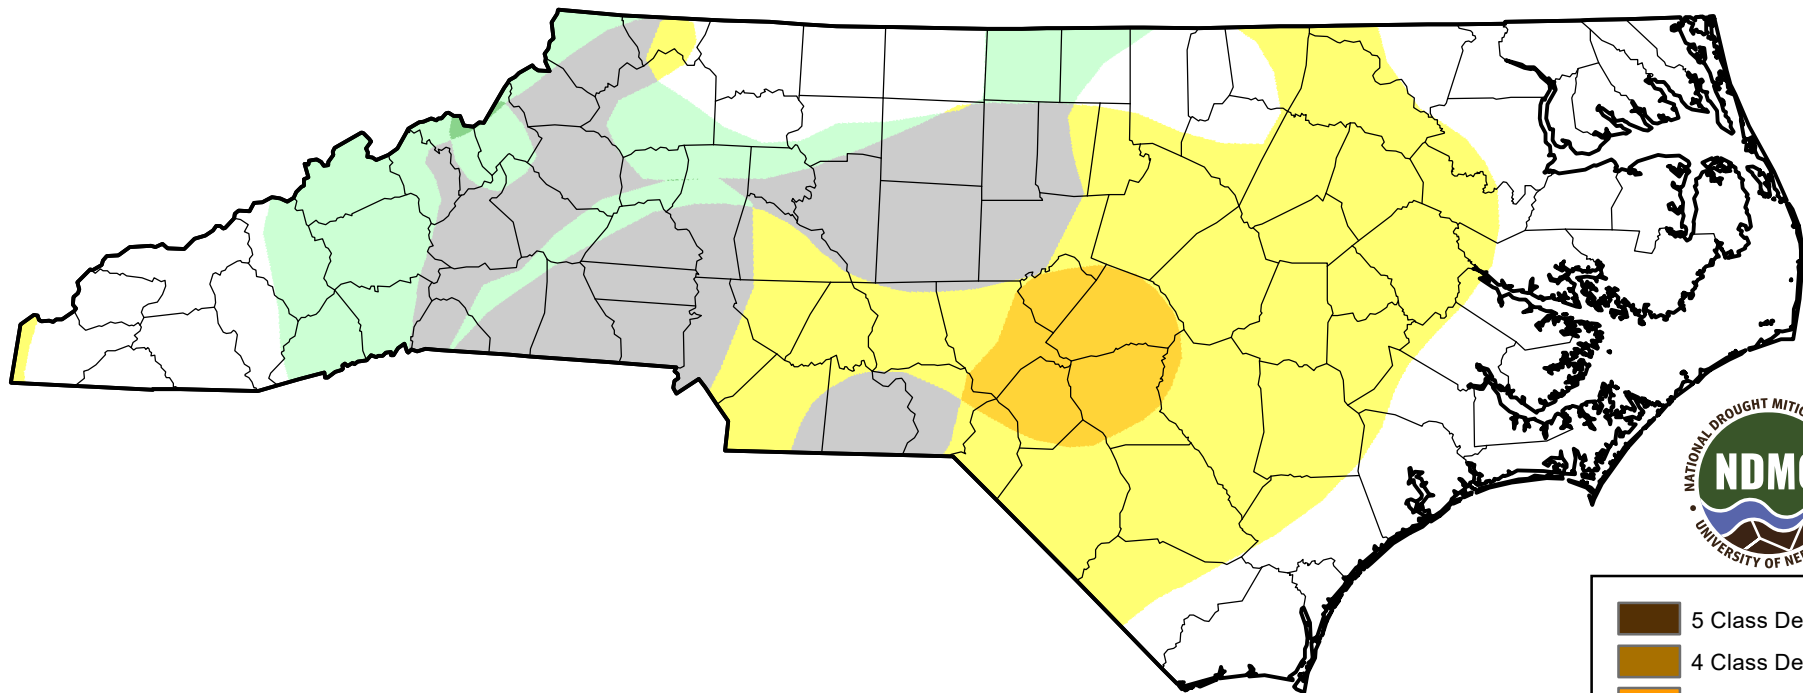 NATIONAL DROUGHT MITIG
NDMC
UNIVERSITY OF NE
5 Class De
4 Class De